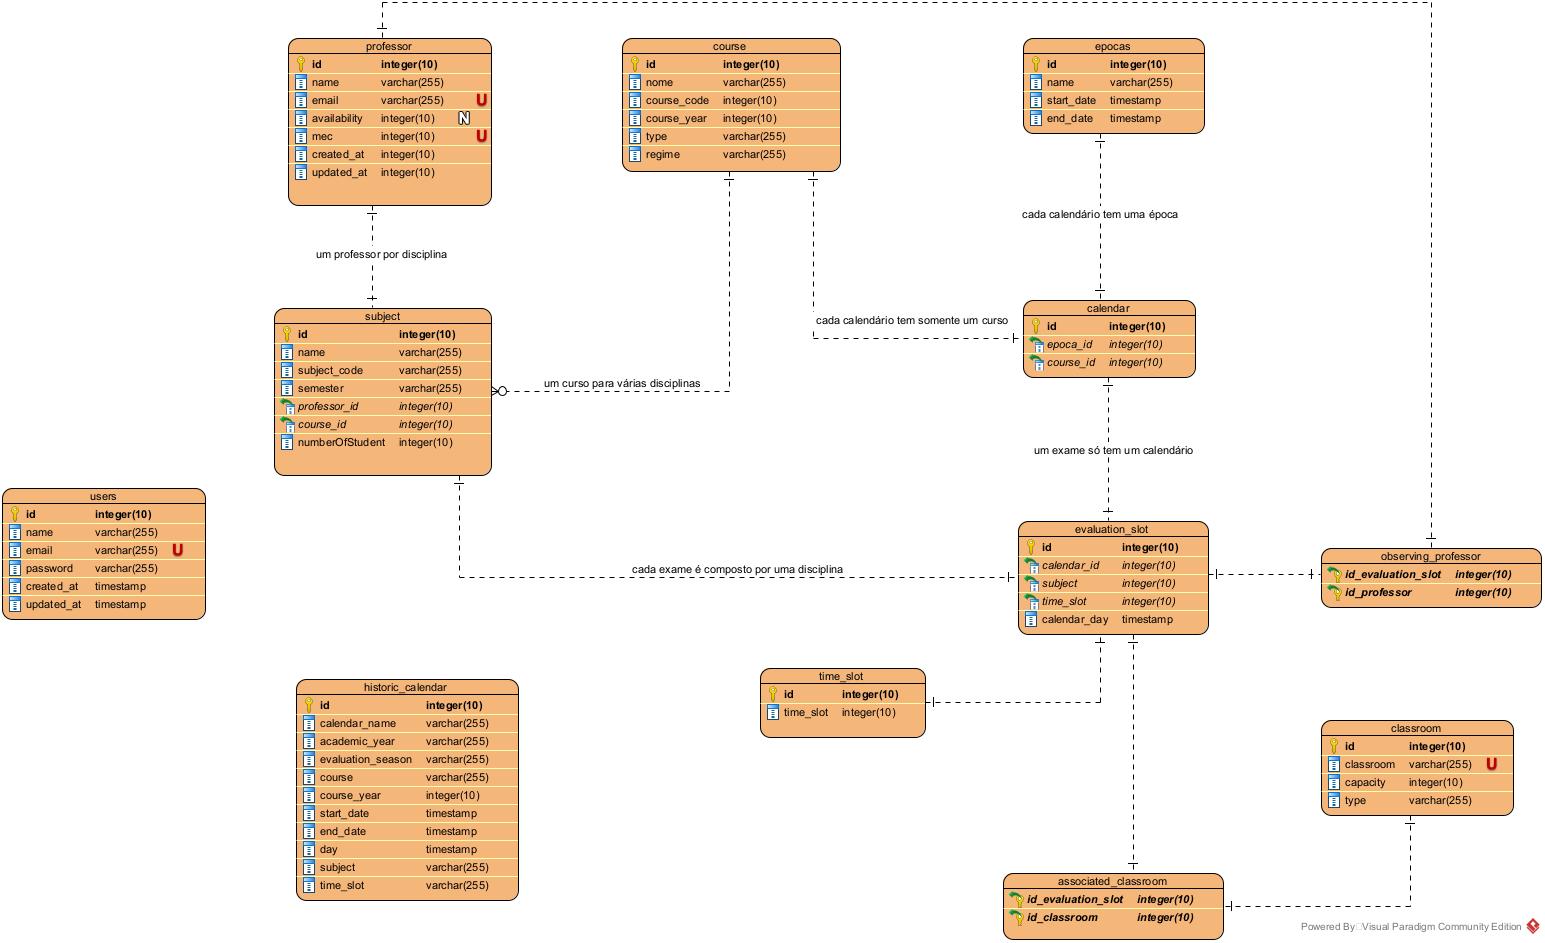 professor
id integer(10)
name varchar(255)
email varchar(255) U
availability integer(10) N
mec integer(10) U
created_at integer(10)
updated_at integer(10)
course
id integer(10)
nome varchar(255)
course_code integer(10)
course_year integer(10)
type varchar(255)
regime varchar(255)
epocas
id integer(10)
name varchar(255)
start_date timestamp
end_date timestamp
cada calendário tem uma época
um professor por disciplina
subject
id integer(10)
name varchar(255)
subject_code varchar(255)
semester varchar(255)
professor_id integer(10)
course_id integer(10)
numberOfStudent integer(10)
cada calendário tem somente um curso
calendar
id integer(10)
epoca_id integer(10)
course_id integer(10)
um curso para várias disciplinas
um exame só tem um calendário
users
id integer(10)
name varchar(255)
email varchar(255) U
password varchar(255)
created_at timestamp
updated_at timestamp
cada exame é composto por uma disciplina
evaluation_slot
id integer(10)
calendar_id integer(10)
subject integer(10)
time_slot integer(10)
calendar_day timestamp
observing_professor
id_evaluation_slot integer(10)
id_professor integer(10)
historic_calendar
id integer(10)
calendar_name varchar(255)
academic_year varchar(255)
evaluation_season varchar(255)
course varchar(255)
course_year integer(10)
start_date timestamp
end_date timestamp
day timestamp
subject varchar(255)
time_slot varchar(255)
time_slot
id integer(10)
time_slot integer(10)
classroom
id integer(10)
classroom varchar(255) U
capacity integer(10)
type varchar(255)
associated_classroom
id_evaluation_slot integer(10)
id_classroom integer(10)
Powered By Visual Paradigm Community Edition